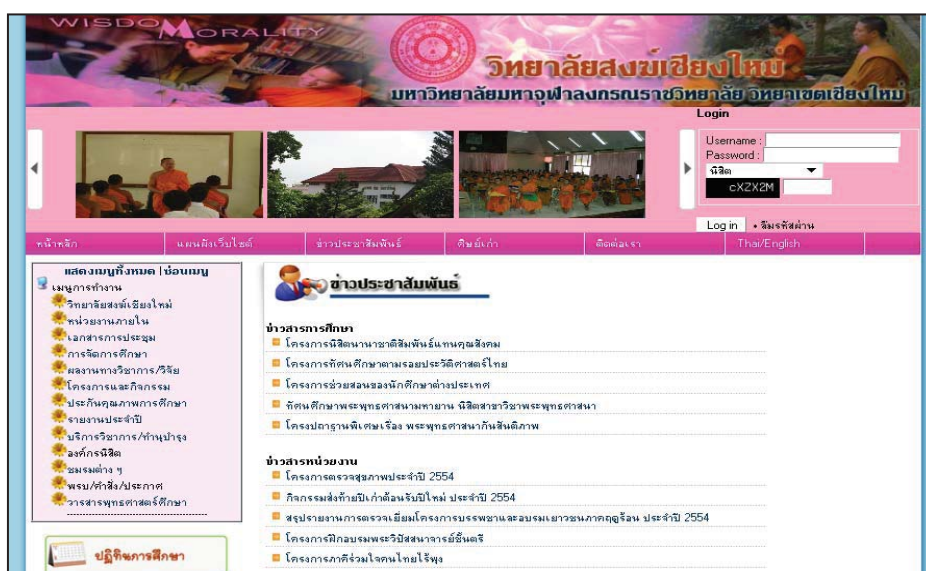 WISDOM MORALITY
วิทยาลัยสงฆ์เชียงใหม่
มหาวิทยาลัยมหาจุฬาลงกรณราชวิทยาลัย วิทยาเขตเชียงใหม่
Login
Username :
Password :
นิสิต
cXZX2M
Log in • ลืมรหัสผ่าน
หน้าหลัก แผนผังเว็บไซต์ ข่าวประชาสัมพันธ์ ศิษย์เก่า ติดต่อเรา Thai/English
แสดงเมนูทั้งหมด | ซ่อนเมนู
เมนูการทำงาน
วิทยาลัยสงฆ์เชียงใหม่
หน่วยงานภายใน
เอกสารการประชุม
การจัดการศึกษา
ผลงานทางวิชาการ/วิจัย
โครงการและกิจกรรม
ประกันคุณภาพการศึกษา
รายงานประจำปี
บริการวิชาการ/ทำนุบำรุง
องค์กรนิสิต
ชมรมต่าง ๆ
พรบ/คำสั่ง/ประกาศ
วารสารพุทธศาสตร์ศึกษา
ปฏิทินการศึกษา
ข่าวประชาสัมพันธ์
ข่าวสารการศึกษา
โครงการนิสิตนานาชาติสัมพันธ์แทนคุณสังคม
โครงการทัศนศึกษาตามรอยประวัติศาสตร์ไทย
โครงการช่วยสอนของนักศึกษาต่างประเทศ
ทัศนศึกษาพระพุทธศาสนามหายาน นิสิตสาขาวิชาพระพุทธศาสนา
โครงปถาฐานพิเศษเรื่อง พระพุทธศาสนากันสันติภาพ
ข่าวสารหน่วยงาน
โครงการตรวจสุขภาพประจำปี 2554
กิจกรรมส่งท้ายปีเก่าต้อนรับปีใหม่ ประจำปี 2554
สรุปรายงานการตรวจเยี่ยมโครงการบรรพชาและอบรมเยาวชนภาคฤดูร้อน ประจำปี 2554
โครงการฝึกอบรมพระวิปัสสนาจารย์ชั้นตรี
โครงการภาคีร่วมใจคนไทยไร้พุง